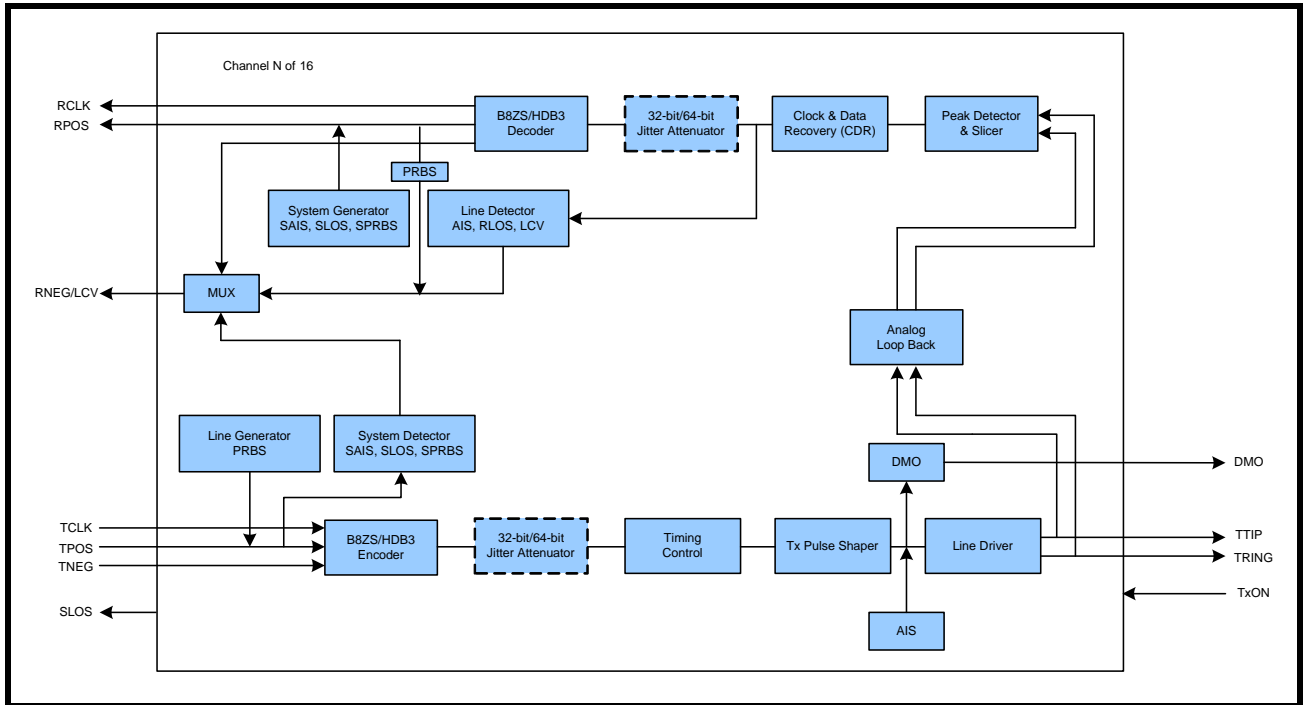 Channel N of 16
RCLK
RPOS
B8ZS/HDB3
Decoder
32-bit/64-bit
Jitter Attenuator
Clock & Data
Recovery (CDR)
Peak Detector
& Slicer
PRBS
System Generator
SAIS, SLOS, SPRBS
Line Detector
AIS, RLOS, LCV
RNEG/LCV
MUX
Analog
Loop Back
Line Generator
PRBS
System Detector
SAIS, SLOS, SPRBS
DMO
DMO
TCLK
TPOS
TNEG
B8ZS/HDB3
Encoder
32-bit/64-bit
Jitter Attenuator
Timing
Control
Tx Pulse Shaper
Line Driver
TTIP
TRING
TxON
SLOS
AIS